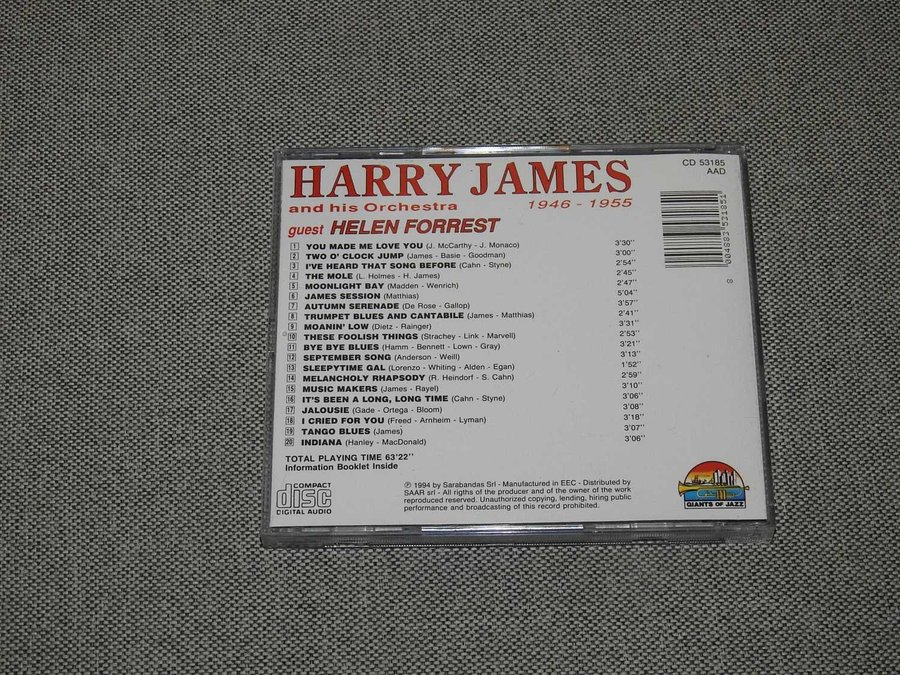 HARRY JAMES
and his Orchestra 1946 - 1955
guest HELEN FORREST
CD 53185
AAD
004883 531851
1 YOU MADE ME LOVE YOU (J. McCarthy - J. Monaco) 3'30''
2 TWO O' CLOCK JUMP (James - Basie - Goodman) 3'00''
3 I'VE HEARD THAT SONG BEFORE (Cahn - Styne) 2'54''
4 THE MOLE (L. Holmes - H. James) 2'45''
5 MOONLIGHT BAY (Madden - Wenrich) 2'47''
6 JAMES SESSION (Matthias) 5'04''
7 AUTUMN SERENADE (De Rose - Gallop) 3'57''
8 TRUMPET BLUES AND CANTABILE (James - Matthias) 2'41''
9 MOANIN' LOW (Dietz - Rainger) 3'31''
10 THESE FOOLISH THINGS (Strachey - Link - Marvell) 2'53''
11 BYE BYE BLUES (Hamm - Bennett - Lown - Gray) 3'21''
12 SEPTEMBER SONG (Anderson - Weill) 3'13''
13 SLEEPYTIME GAL (Lorenzo - Whiting - Alden - Egan) 1'52''
14 MELANCHOLY RHAPSODY (R. Heindorf - S. Cahn) 2'59''
15 MUSIC MAKERS (James - Rayel) 3'10''
16 IT'S BEEN A LONG, LONG TIME (Cahn - Styne) 3'06''
17 JALOUSIE (Gade - Ortega - Bloom) 3'08''
18 I CRIED FOR YOU (Freed - Arnheim - Lyman) 3'18''
19 TANGO BLUES (James) 3'07''
20 INDIANA (Hanley - MacDonald) 3'06''
TOTAL PLAYING TIME 63'22''
Information Booklet Inside
COMPACT
disc
DIGITAL AUDIO
℗ 1994 by Sarabandas Srl - Manufactured in EEC - Distributed by
SAAR srl - All rigths of the producer and of the owner of the work
reproduced reserved. Unauthorized copying, lending, hiring public
performance and broadcasting of this record prohibited.
GIANTS OF JAZZ